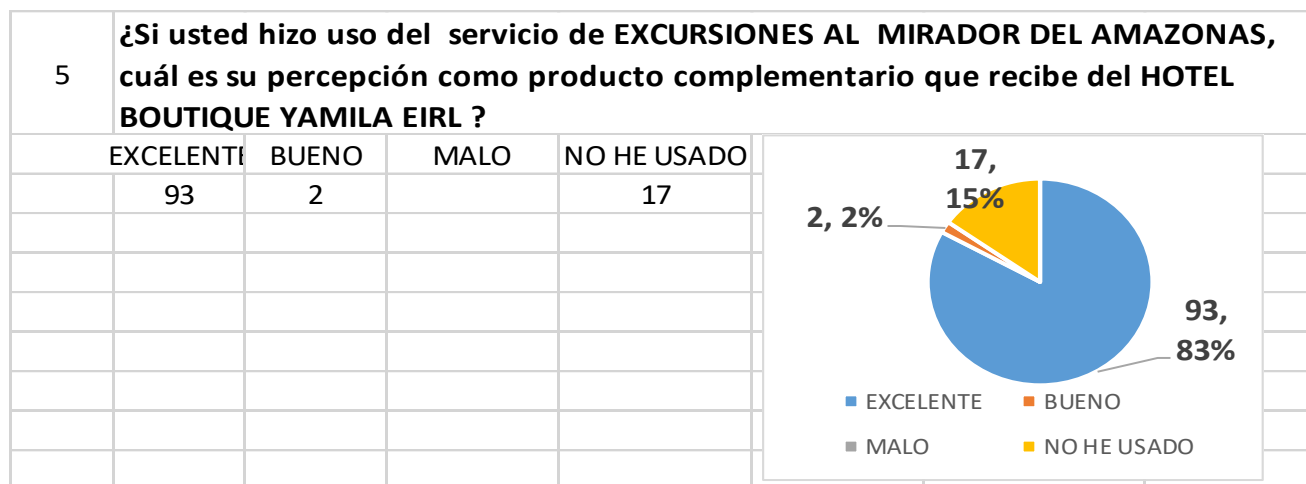 ¿Si usted hizo uso del servicio de EXCURSIONES AL MIRADOR DEL AMAZONAS,
5 cuál es su percepción como producto complementario que recibe del HOTEL
BOUTIQUE YAMILA EIRL ?
EXCELENTE BUENO MALO NO HE USADO
93 2 17
17,
15%
2, 2%
93,
83%
EXCELENTE BUENO
MALO NO HE USADO